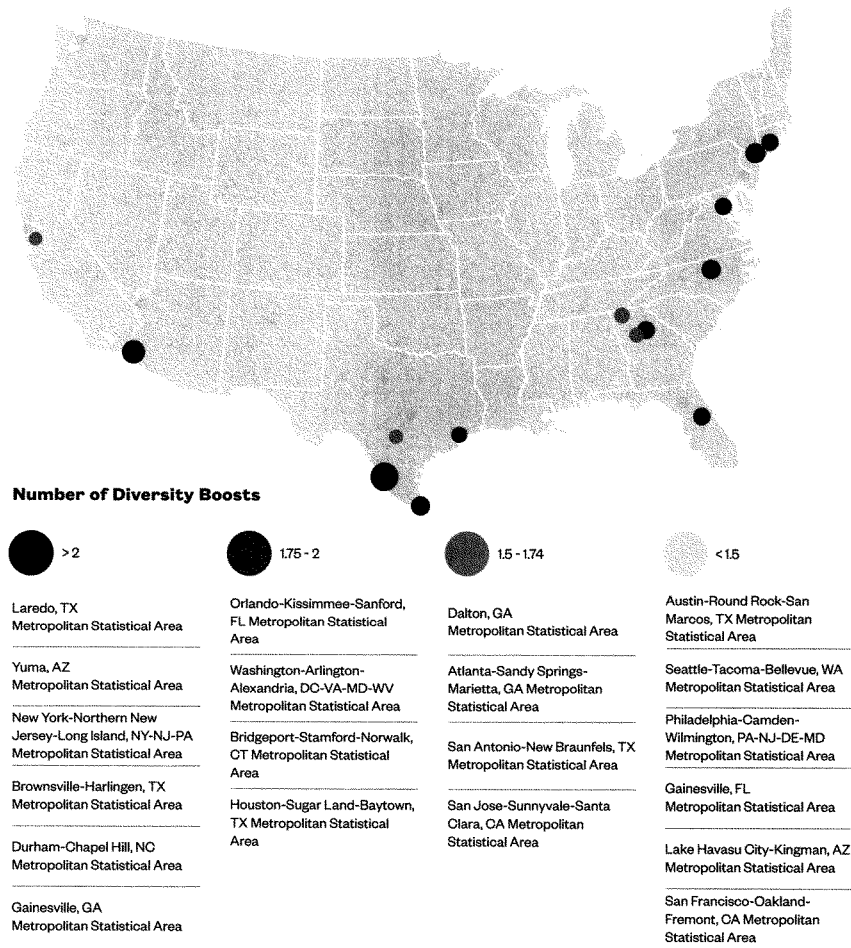 Number of Diversity Boosts
> 2
Laredo, TX
Metropolitan Statistical Area
Yuma, AZ
Metropolitan Statistical Area
New York-Northern New
Jersey-Long Island, NY-NJ-PA
Metropolitan Statistical Area
Brownsville-Harlingen, TX
Metropolitan Statistical Area
Durham-Chapel Hill, NC
Metropolitan Statistical Area
Gainesville, GA
Metropolitan Statistical Area
1.75 - 2
Orlando-Kissimmee-Sanford,
FL Metropolitan Statistical
Area
Washington-Arlington-
Alexandria, DC-VA-MD-WV
Metropolitan Statistical Area
Bridgeport-Stamford-Norwalk,
CT Metropolitan Statistical
Area
Houston-Sugar Land-Baytown,
TX Metropolitan Statistical
Area
1.5 - 1.74
Dalton, GA
Metropolitan Statistical Area
Atlanta-Sandy Springs-
Marietta, GA Metropolitan
Statistical Area
San Antonio-New Braunfels, TX
Metropolitan Statistical Area
San Jose-Sunnyvale-Santa
Clara, CA Metropolitan
Statistical Area
< 1.5
Austin-Round Rock-San
Marcos, TX Metropolitan
Statistical Area
Seattle-Tacoma-Bellevue, WA
Metropolitan Statistical Area
Philadelphia-Camden-
Wilmington, PA-NJ-DE-MD
Metropolitan Statistical Area
Gainesville, FL
Metropolitan Statistical Area
Lake Havasu City-Kingman, AZ
Metropolitan Statistical Area
San Francisco-Oakland-
Fremont, CA Metropolitan
Statistical Area